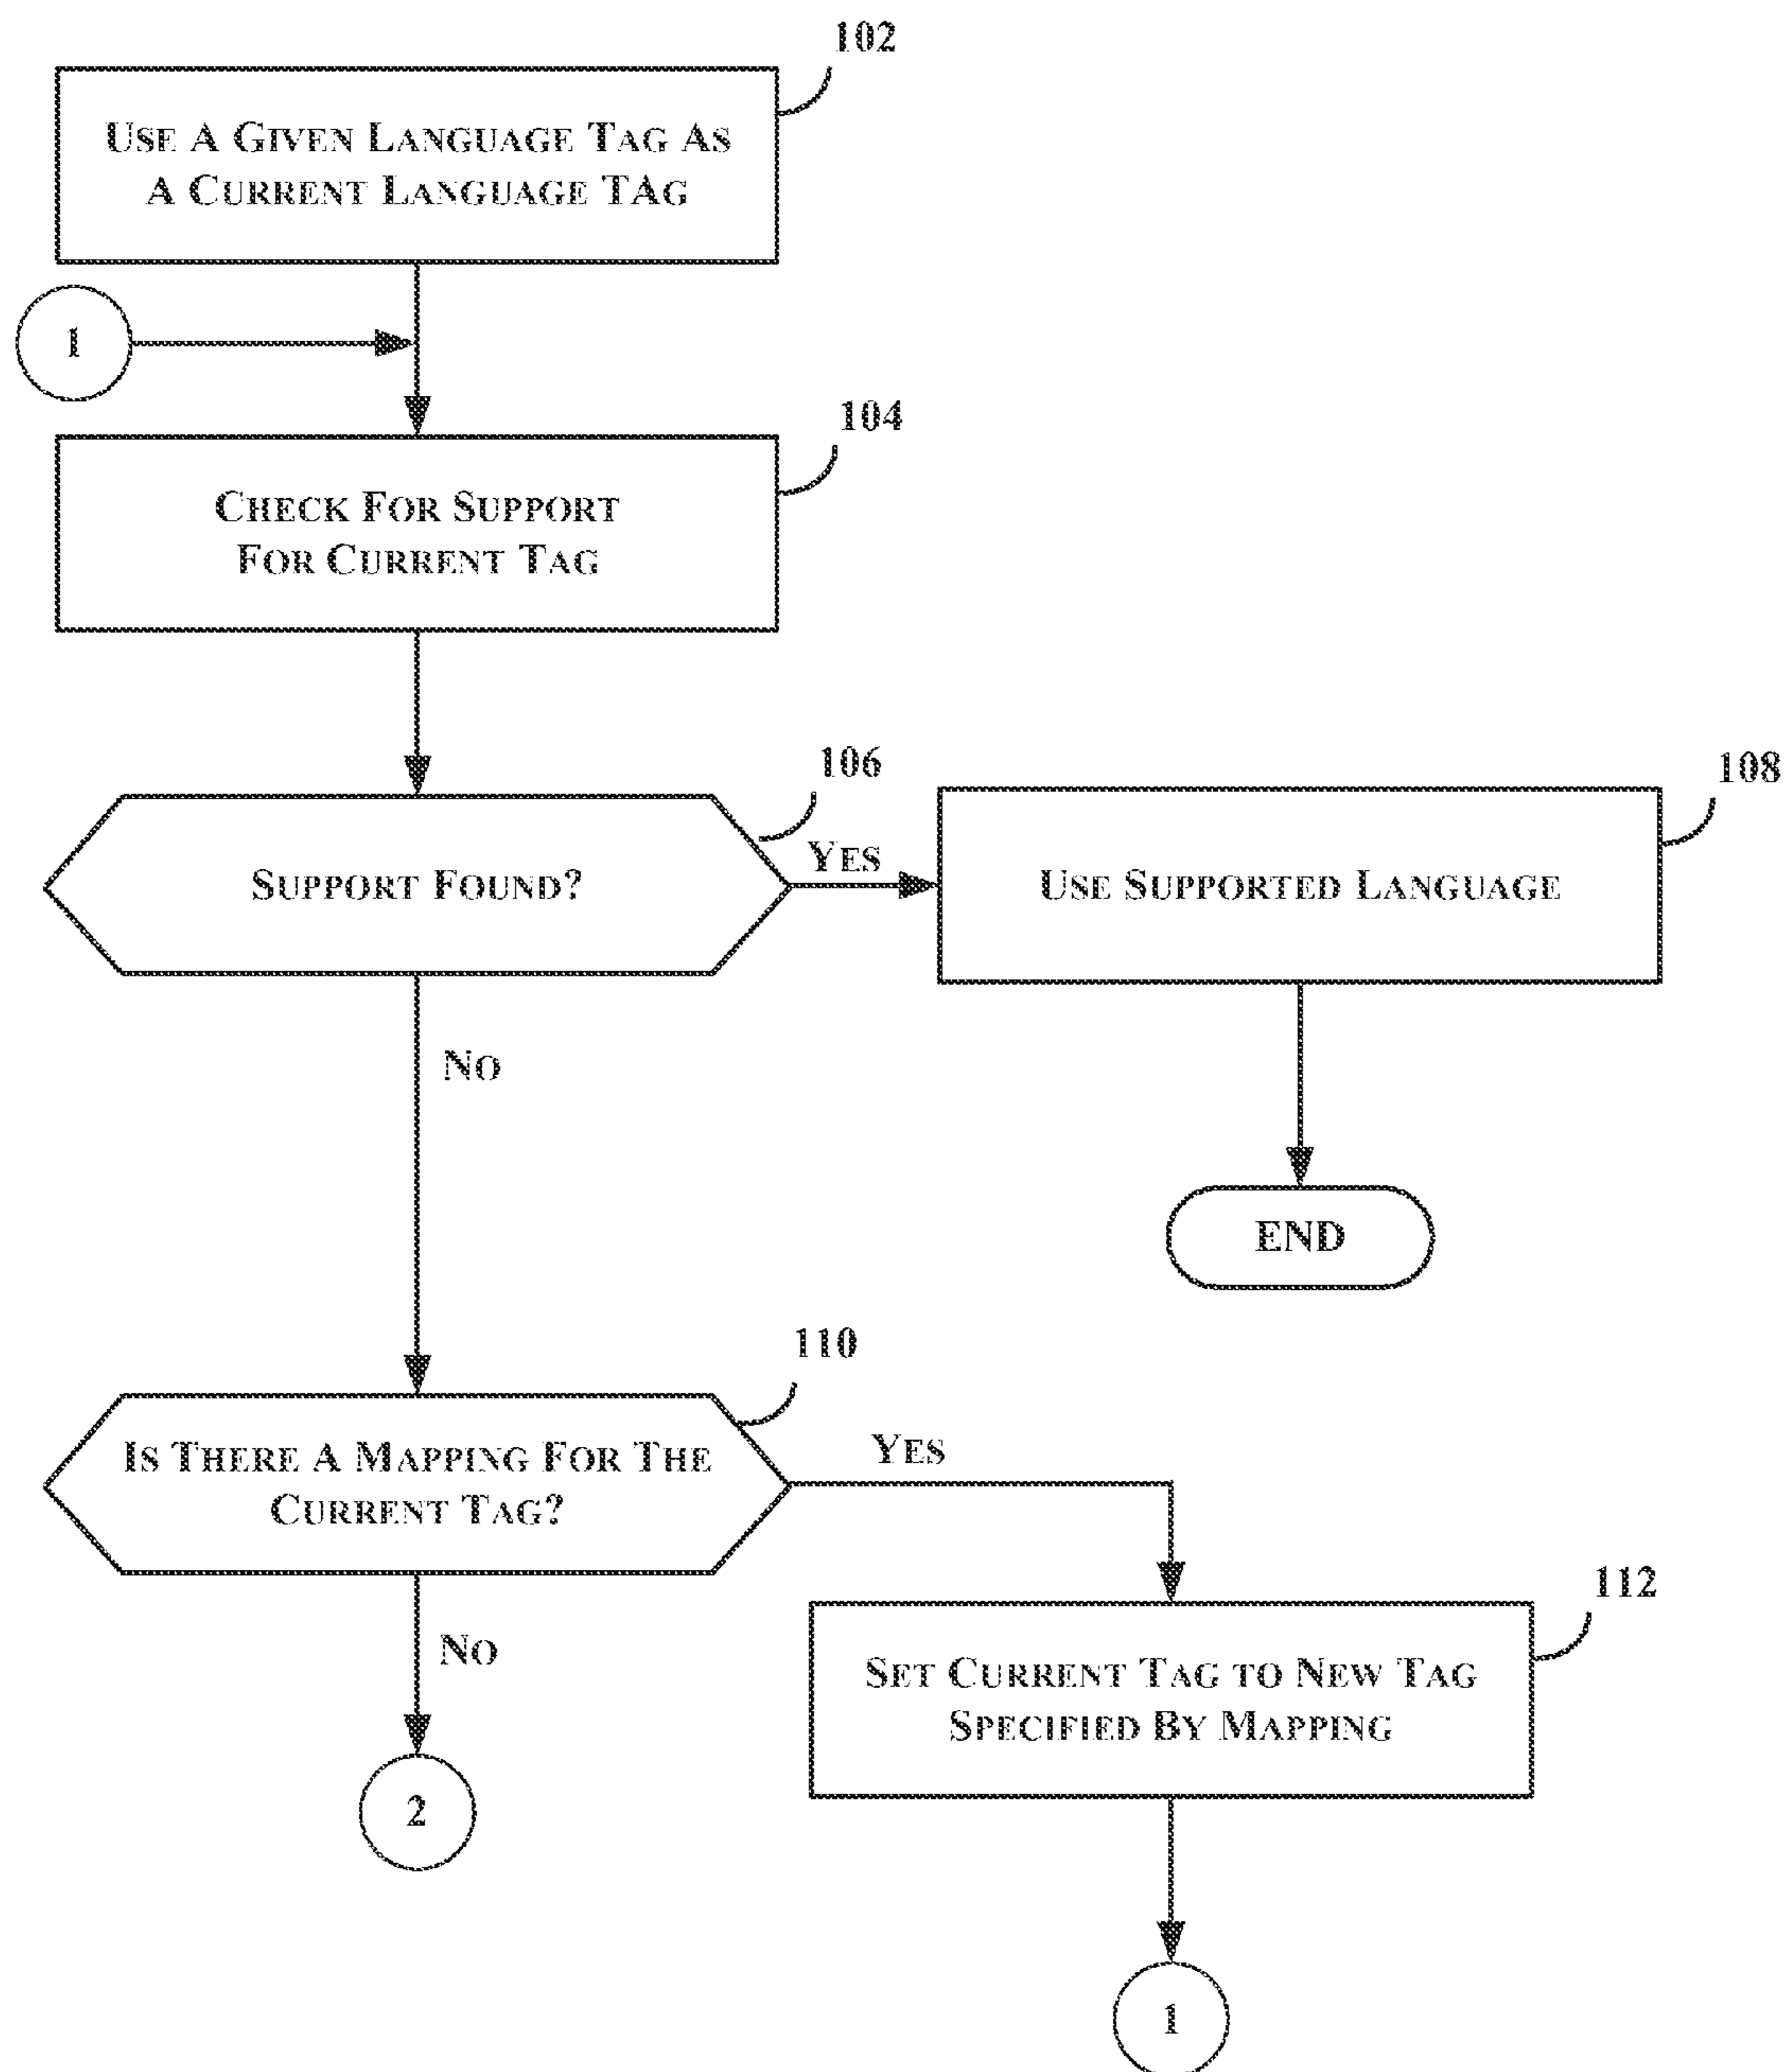 102
USE A GIVEN LANGUAGE TAG AS
A CURRENT LANGUAGE TAG
1
104
CHECK FOR SUPPORT
FOR CURRENT TAG
106
108
SUPPORT FOUND?
YES
USE SUPPORTED LANGUAGE
NO
END
110
IS THERE A MAPPING FOR THE
CURRENT TAG?
YES
112
NO
SET CURRENT TAG TO NEW TAG
SPECIFIED BY MAPPING
2
1